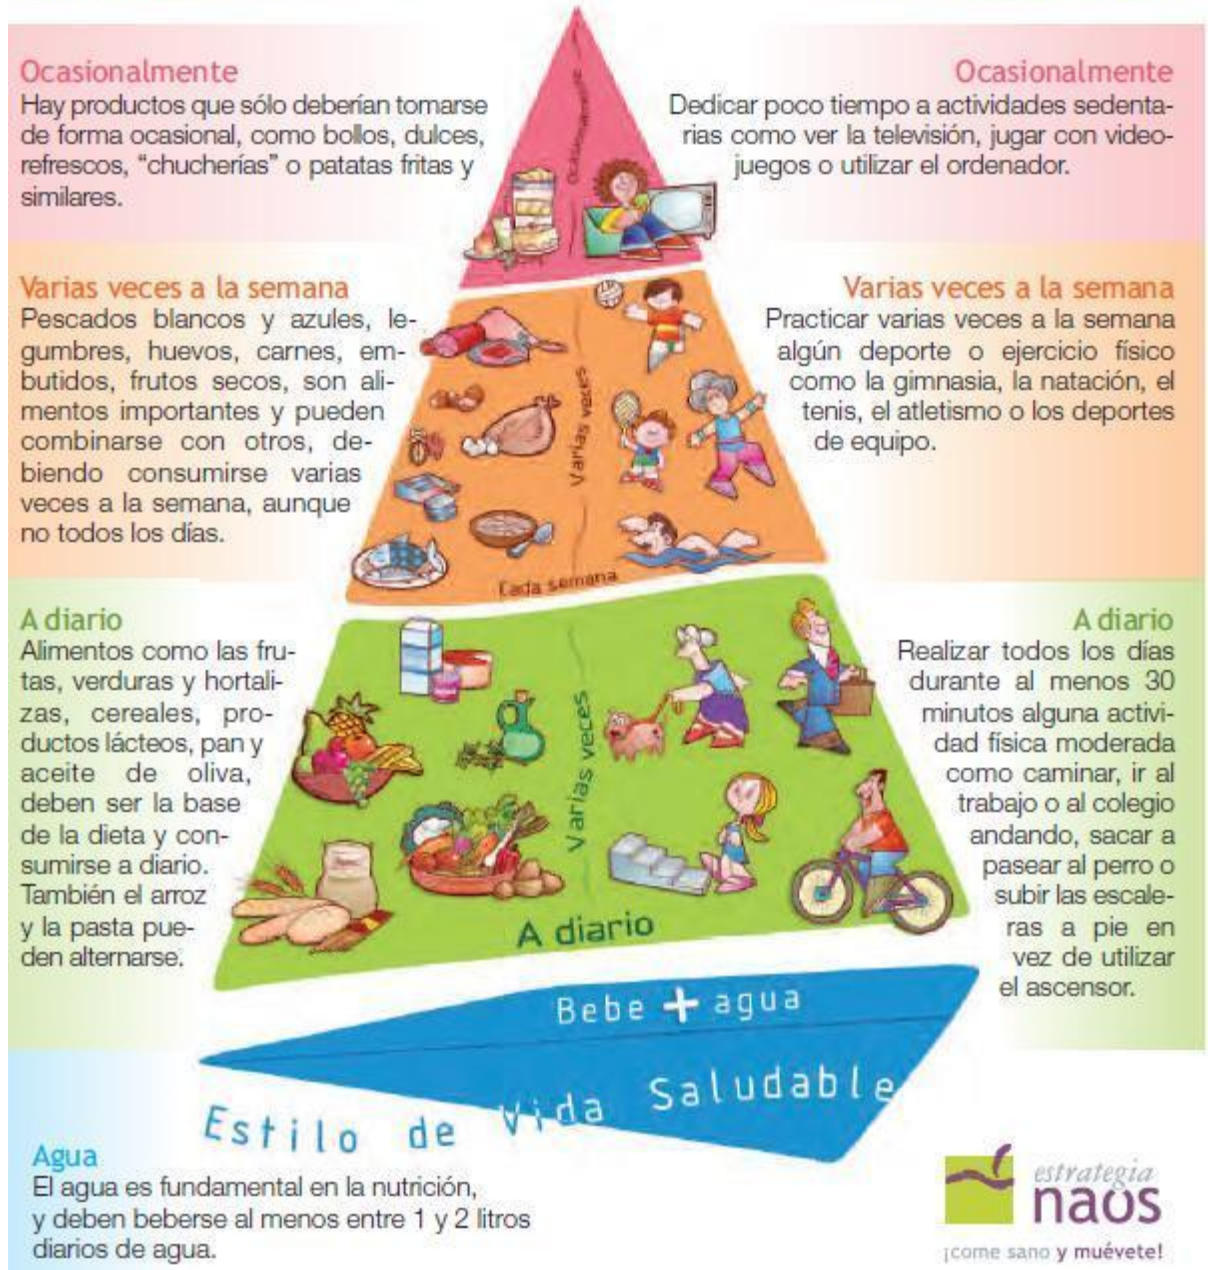 Ocasionalmente
Hay productos que sólo deberían tomarse
de forma ocasional, como bollos, dulces,
refrescos, “chucherías” o patatas fritas y
similares.
Ocasionalmente
Dedicar poco tiempo a actividades sedenta-
rias como ver la televisión, jugar con video-
juegos o utilizar el ordenador.
Ocasionalmente
Varias veces a la semana
Pescados blancos y azules, le-
gumbres, huevos, carnes, em-
butidos, frutos secos, son ali-
mentos importantes y pueden
combinarse con otros, de-
biendo consumirse varias
veces a la semana, aunque
no todos los días.
Varias veces
Cada semana
Varias veces a la semana
Practicar varias veces a la semana
algún deporte o ejercicio físico
como la gimnasia, la natación, el
tenis, el atletismo o los deportes
de equipo.
A diario
Alimentos como las fru-
tas, verduras y hortali-
zas, cereales, pro-
ductos lácteos, pan y
aceite de oliva,
deben ser la base
de la dieta y con-
sumirse a diario.
También el arroz
y la pasta pue-
den alternarse.
Varias veces
A diario
A diario
Realizar todos los días
durante al menos 30
minutos alguna activi-
dad física moderada
como caminar, ir al
trabajo o al colegio
andando, sacar a
pasear al perro o
subir las escale-
ras a pie en
vez de utilizar
el ascensor.
Bebe + agua
Estilo de Vida Saludable
Agua
El agua es fundamental en la nutrición,
y deben beberse al menos entre 1 y 2 litros
diarios de agua.
estrategia
naos
¡come sano y muévete!